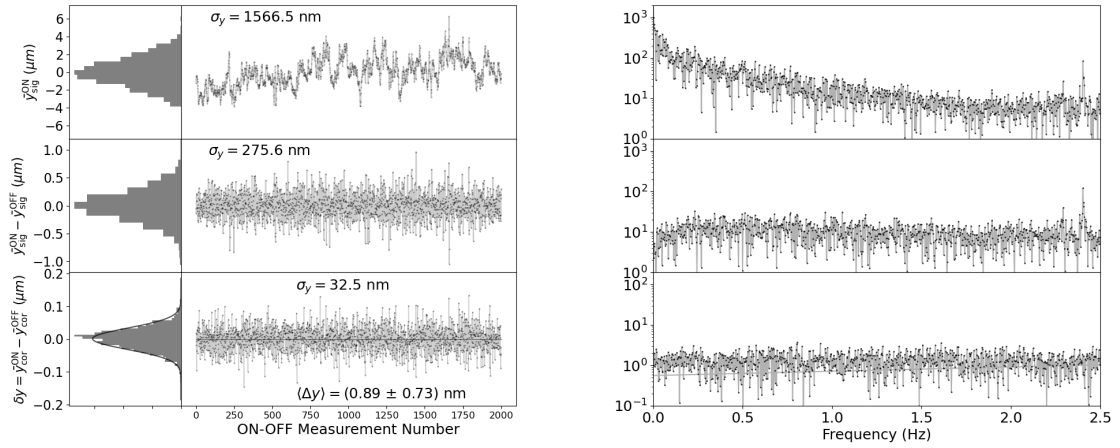 σ_y = 1566.5 nm
6
4
2
0
−2
−4
−6
ȳ_sig^ON (μm)
σ_y = 275.6 nm
1.0
0.5
0.0
−0.5
−1.0
ȳ_sig^ON − ȳ_sig^OFF (μm)
σ_y = 32.5 nm
0.2
0.1
0.0
−0.1
−0.2
δy = ȳ_cor^ON − ȳ_cor^OFF (μm)
⟨Δy⟩ = (0.89 ± 0.73) nm
0 250 500 750 1000 1250 1500 1750 2000
ON-OFF Measurement Number
10^3
10^2
10^1
10^0
10^3
10^2
10^1
10^0
10^2
10^1
10^0
10^-1
0.0 0.5 1.0 1.5 2.0 2.5
Frequency (Hz)